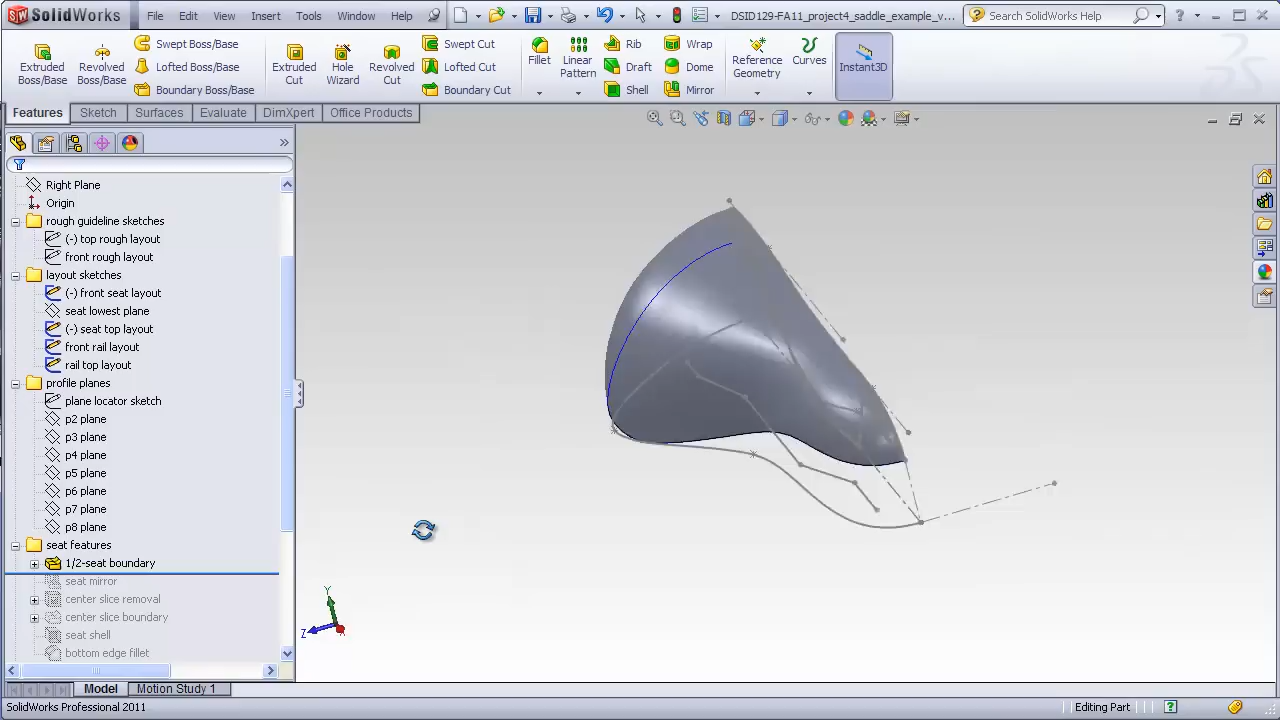 SolidWorks File Edit View Insert Tools Window Help DSID129-FA11_project4_saddle_example_v... Search SolidWorks Help
Extruded Boss/Base
Revolved Boss/Base
Swept Boss/Base
Lofted Boss/Base
Boundary Boss/Base
Extruded Cut
Hole Wizard
Revolved Cut
Swept Cut
Lofted Cut
Boundary Cut
Fillet
Linear Pattern
Rib
Draft
Shell
Wrap
Dome
Mirror
Reference Geometry
Curves
Instant3D
Features Sketch Surfaces Evaluate DimXpert Office Products
Right Plane
Origin
rough guideline sketches
(-) top rough layout
front rough layout
layout sketches
(-) front seat layout
seat lowest plane
(-) seat top layout
front rail layout
rail top layout
profile planes
plane locator sketch
p2 plane
p3 plane
p4 plane
p5 plane
p6 plane
p7 plane
p8 plane
seat features
1/2-seat boundary
seat mirror
center slice removal
center slice boundary
seat shell
bottom edge fillet
Y
Z
Model Motion Study 1
SolidWorks Professional 2011 Editing Part